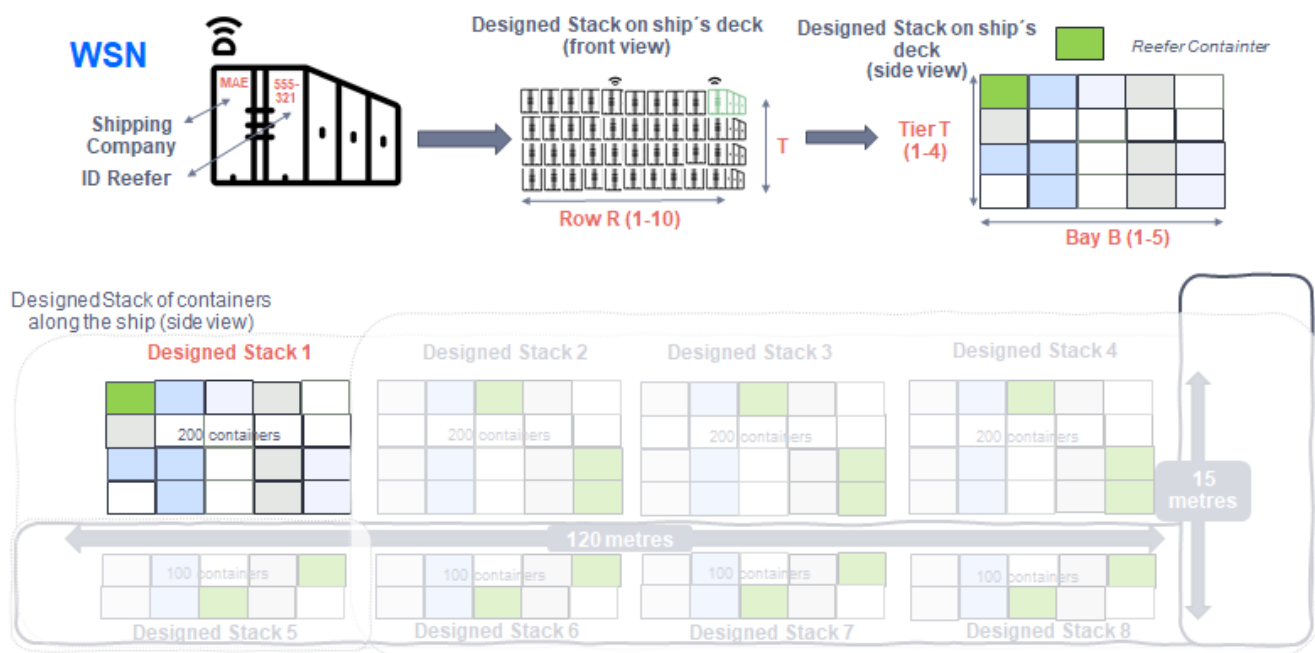 WSN
MAE
555-
321
Shipping
Company
ID Reefer
Designed Stack on ship´s deck
(front view)
T
Row R (1-10)
Designed Stack on ship´s
deck
(side view)
Reefer Containter
Tier T
(1-4)
Bay B (1-5)
Designed Stack of containers
along the ship (side view)
Designed Stack 1
Designed Stack 2
Designed Stack 3
Designed Stack 4
200 containers
200 containers
200 containers
200 containers
15
metres
120 metres
100 containers
100 containers
100 containers
100 containers
Designed Stack 5
Designed Stack 6
Designed Stack 7
Designed Stack 8